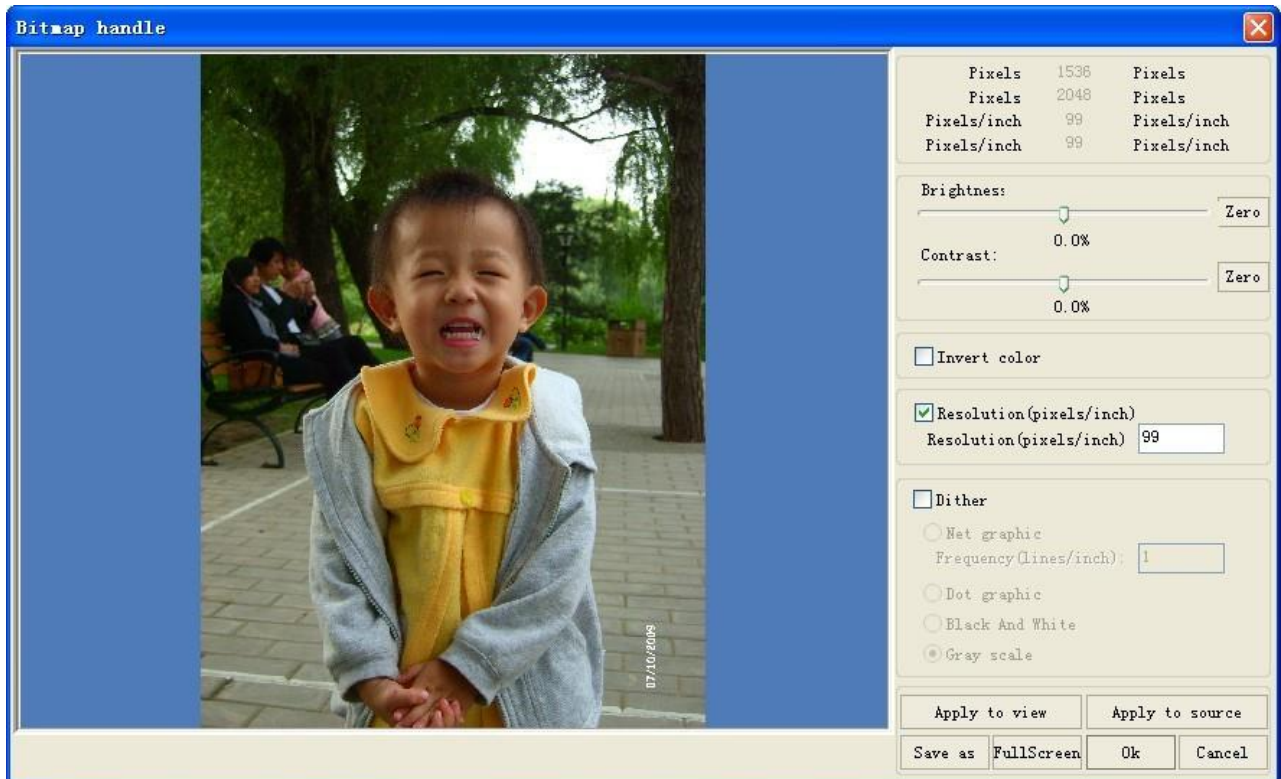 Bitmap handle
Pixels 1536 Pixels
Pixels 2048 Pixels
Pixels/inch 99 Pixels/inch
Pixels/inch 99 Pixels/inch
Brightness:
Zero
0.0%
Contrast:
Zero
0.0%
Invert color
Resolution(pixels/inch)
Resolution(pixels/inch) 99
Dither
Net graphic
Frequency(lines/inch): 1
Dot graphic
Black And White
Gray scale
07/10/2009
Apply to view Apply to source
Save as FullScreen Ok Cancel